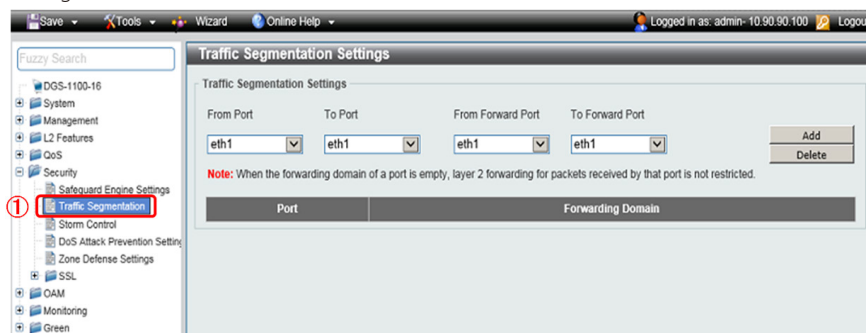 Save Tools Wizard Online Help Logged in as: admin- 10.90.90.100 Logou
Fuzzy Search
DGS-1100-16
System
Management
L2 Features
QoS
Security
Safeguard Engine Settings
① Traffic Segmentation
Storm Control
DoS Attack Prevention Setting
Zone Defense Settings
SSL
OAM
Monitoring
Green
Traffic Segmentation Settings
Traffic Segmentation Settings
From Port To Port From Forward Port To Forward Port
eth1 eth1 eth1 eth1
Add
Delete
Note: When the forwarding domain of a port is empty, layer 2 forwarding for packets received by that port is not restricted.
Port Forwarding Domain